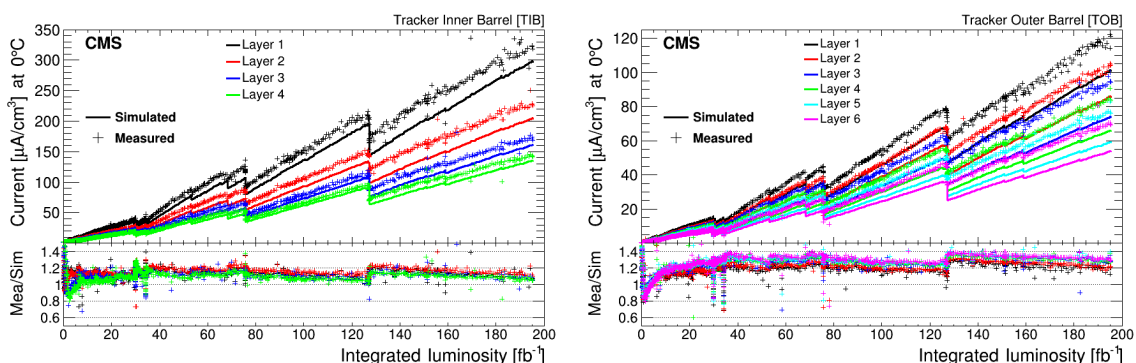 Tracker Inner Barrel [TIB]
CMS
Layer 1
Layer 2
Layer 3
Layer 4
Simulated
Measured
Current [µA/cm³] at 0°C
350
300
250
200
150
100
50
Mea/Sim
1.4
1.2
1
0.8
0.6
0 20 40 60 80 100 120 140 160 180 200
Integrated luminosity [fb⁻¹]
Tracker Outer Barrel [TOB]
CMS
Layer 1
Layer 2
Layer 3
Layer 4
Layer 5
Layer 6
Simulated
Measured
Current [µA/cm³] at 0°C
120
100
80
60
40
20
Mea/Sim
1.4
1.2
1
0.8
0.6
0 20 40 60 80 100 120 140 160 180 200
Integrated luminosity [fb⁻¹]